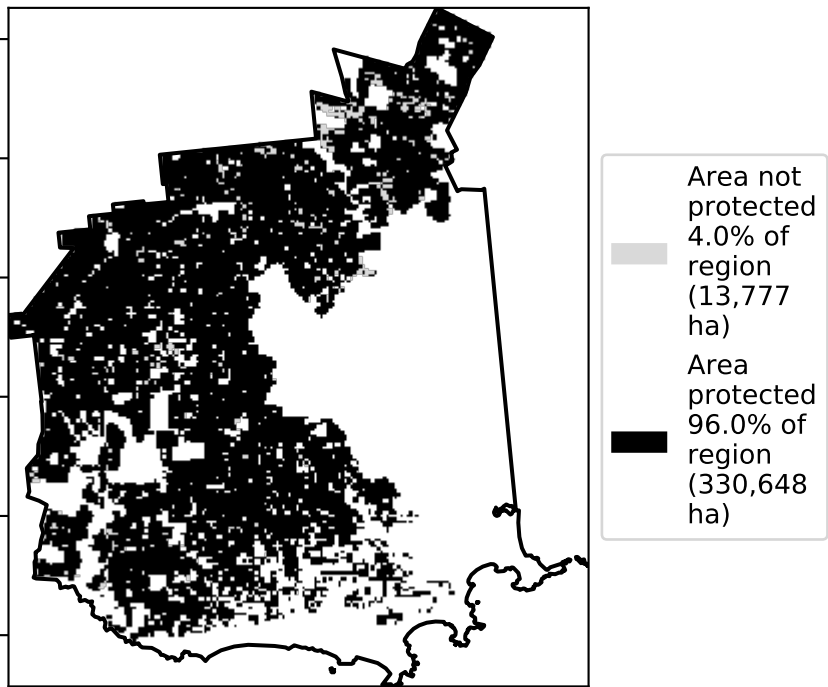 Area not
protected
4.0% of
region
(13,777
ha)
Area
protected
96.0% of
region
(330,648
ha)